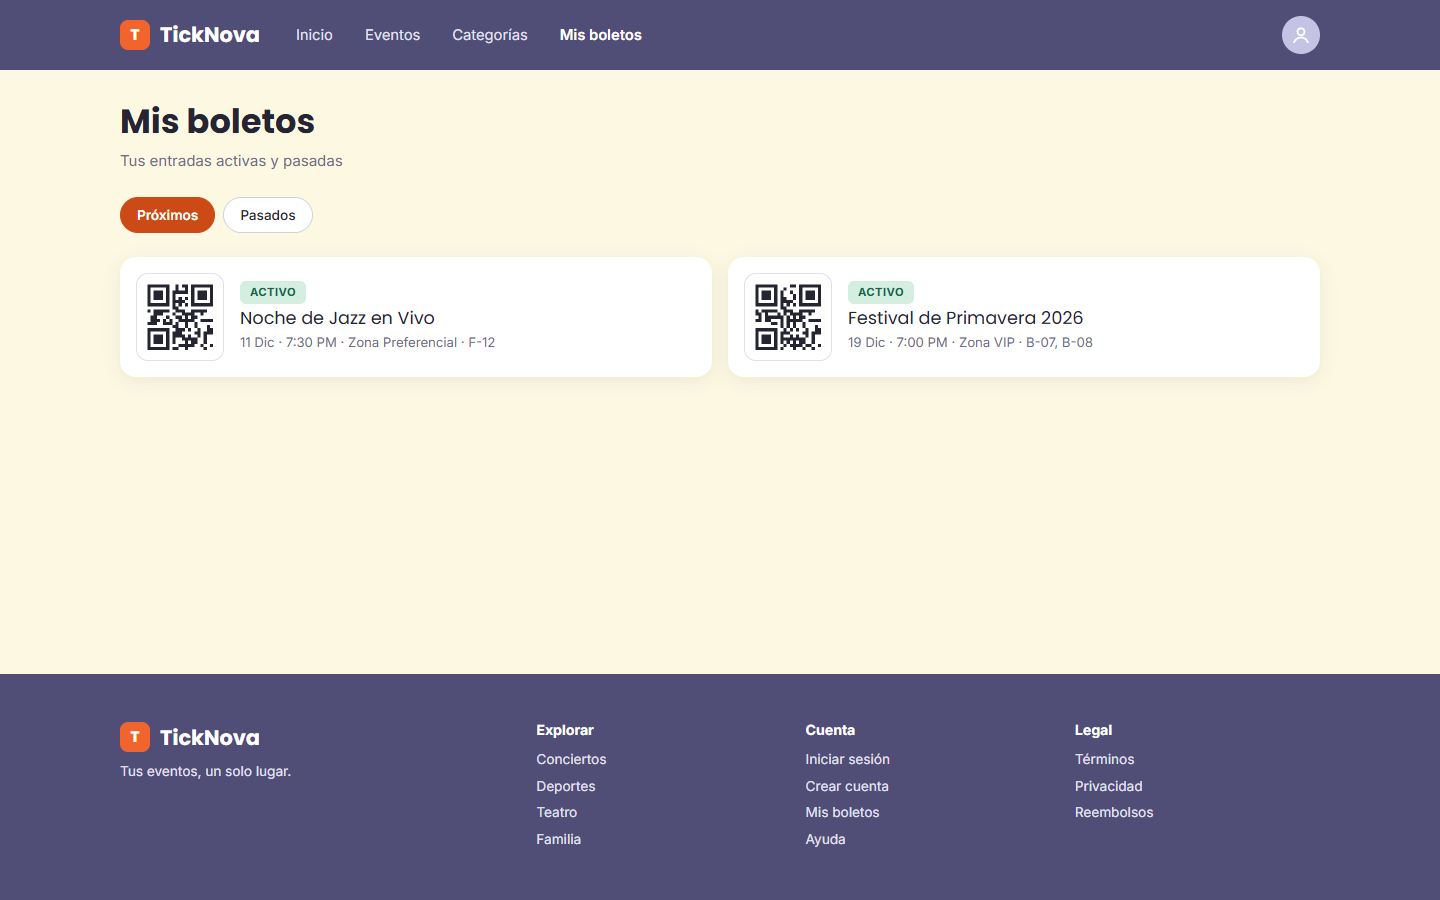 T TickNova Inicio Eventos Categorías Mis boletos
Mis boletos
Tus entradas activas y pasadas
Próximos Pasados
ACTIVO
Noche de Jazz en Vivo
11 Dic · 7:30 PM · Zona Preferencial · F-12
ACTIVO
Festival de Primavera 2026
19 Dic · 7:00 PM · Zona VIP · B-07, B-08
T TickNova
Tus eventos, un solo lugar.
Explorar
Conciertos
Deportes
Teatro
Familia
Cuenta
Iniciar sesión
Crear cuenta
Mis boletos
Ayuda
Legal
Términos
Privacidad
Reembolsos